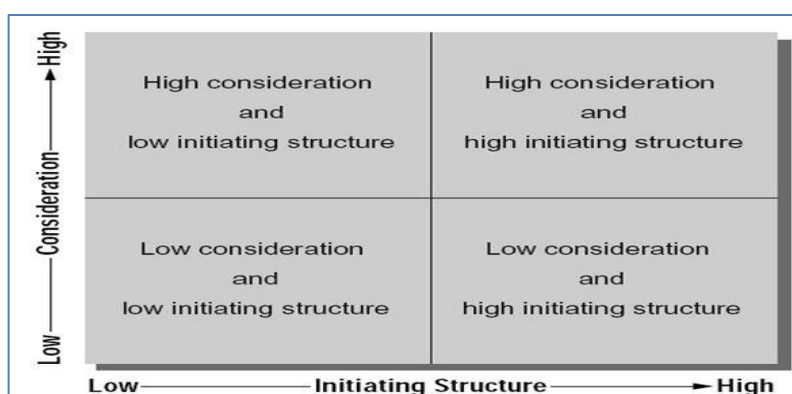 High
Consideration
Low
High consideration
and
low initiating structure
High consideration
and
high initiating structure
Low consideration
and
low initiating structure
Low consideration
and
high initiating structure
Low
Initiating Structure
High